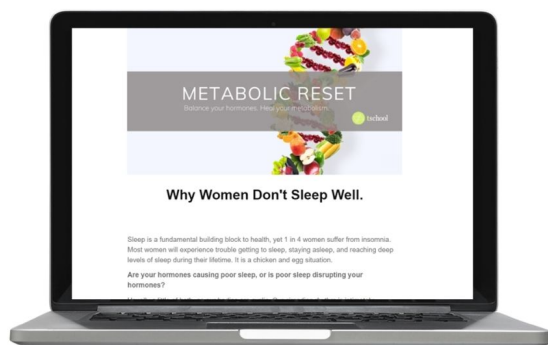 METABOLIC RESET
Balance your hormones. Heal your metabolism.
tschool
Why Women Don't Sleep Well.
Sleep is a fundamental building block to health, yet 1 in 4 women suffer from insomnia.
Most women will experience trouble getting to sleep, staying asleep, and reaching deep
levels of sleep during their lifetime. It is a chicken and egg situation.
Are your hormones causing poor sleep, or is poor sleep disrupting your
hormones?